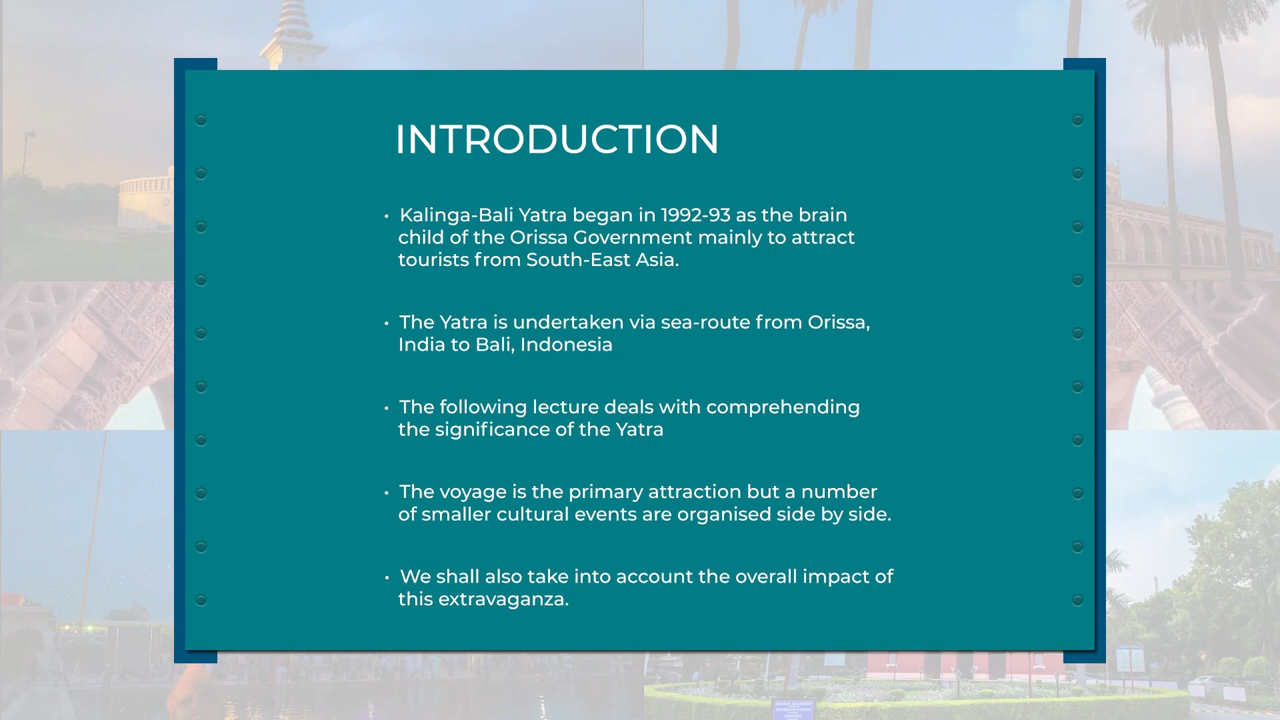 INTRODUCTION
• Kalinga-Bali Yatra began in 1992-93 as the brain
child of the Orissa Government mainly to attract
tourists from South-East Asia.
• The Yatra is undertaken via sea-route from Orissa,
India to Bali, Indonesia
• The following lecture deals with comprehending
the significance of the Yatra
• The voyage is the primary attraction but a number
of smaller cultural events are organised side by side.
• We shall also take into account the overall impact of
this extravaganza.